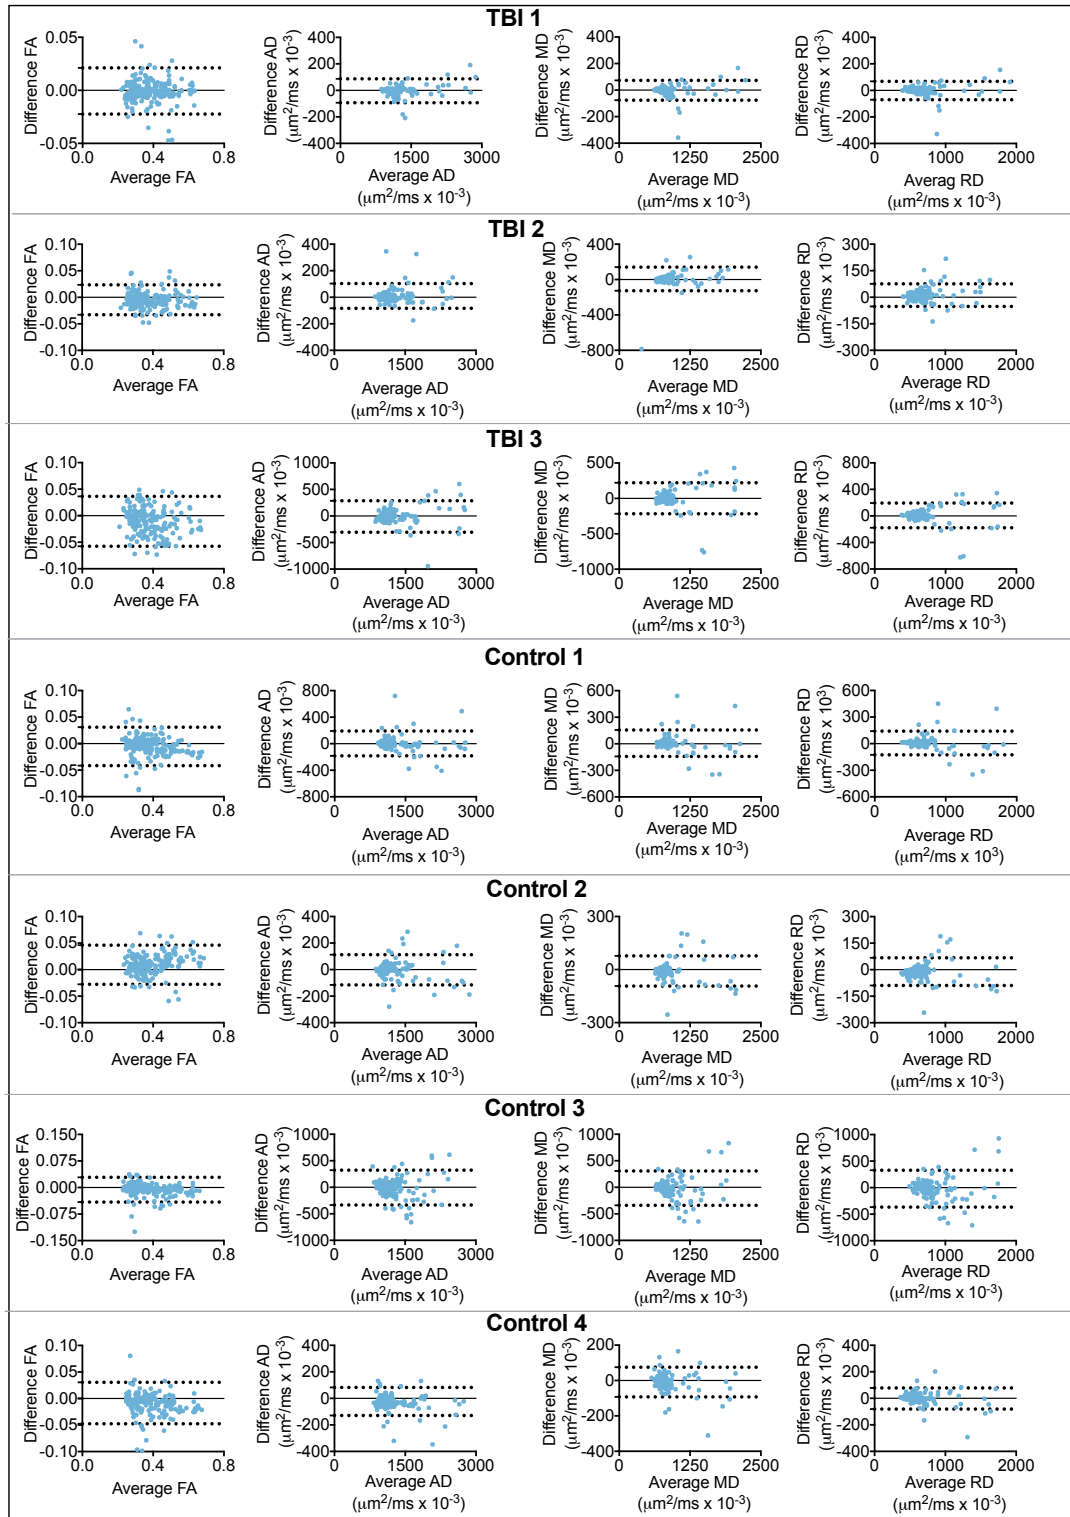 TBI 1
Difference FA
0.05
0.00
-0.05
0.0
0.4
0.8
Average FA
Difference AD
(μm²/ms x 10⁻³)
400
200
0
-200
-400
0
1500
3000
Average AD
(μm²/ms x 10⁻³)
Difference MD
(μm²/ms x 10⁻³)
400
200
0
-200
-400
0
1250
2500
Average MD
(μm²/ms x 10⁻³)
Difference RD
(μm²/ms x 10⁻³)
400
200
0
-200
-400
0
1000
2000
Averag RD
(μm²/ms x 10⁻³)
TBI 2
Difference FA
0.10
0.05
0.00
-0.05
-0.10
0.0
0.4
0.8
Average FA
Difference AD
(μm²/ms x 10⁻³)
400
200
0
-200
-400
0
1500
3000
Average AD
(μm²/ms x 10⁻³)
Difference MD
(μm²/ms x 10⁻³)
400
0
-400
-800
0
1250
2500
Average MD
(μm²/ms x 10⁻³)
Difference RD
(μm²/ms x 10⁻³)
300
150
0
-150
-300
0
1000
2000
Average RD
(μm²/ms x 10⁻³)
TBI 3
Difference FA
0.10
0.05
0.00
-0.05
-0.10
0.0
0.4
0.8
Average FA
Difference AD
(μm²/ms x 10⁻³)
1000
500
0
-500
-1000
0
1500
3000
Average AD
(μm²/ms x 10⁻³)
Difference MD
(μm²/ms x 10⁻³)
500
0
-500
-1000
0
1250
2500
Average MD
(μm²/ms x 10⁻³)
Difference RD
(μm²/ms x 10⁻³)
800
400
0
-400
-800
0
1000
2000
Average RD
(μm²/ms x 10⁻³)
Control 1
Difference FA
0.10
0.05
0.00
-0.05
-0.10
0.0
0.4
0.8
Average FA
Difference AD
(μm²/ms x 10⁻³)
800
400
0
-400
-800
0
1500
3000
Average AD
(μm²/ms x 10⁻³)
Difference MD
(μm²/ms x 10⁻³)
600
300
0
-300
-600
0
1250
2500
Average MD
(μm²/ms x 10⁻³)
Difference RD
(μm²/ms x 10³)
600
300
0
-300
-600
0
1000
2000
Average RD
(μm²/ms x 10³)
Control 2
Difference FA
0.10
0.05
0.00
-0.05
-0.10
0.0
0.4
0.8
Average FA
Difference AD
(μm²/ms x 10⁻³)
400
200
0
-200
-400
0
1500
3000
Average AD
(μm²/ms x 10⁻³)
Difference MD
(μm²/ms x 10⁻³)
300
0
-300
0
1250
2500
Average MD
(μm²/ms x 10⁻³)
Difference RD
(μm²/ms x 10⁻³)
300
150
0
-150
-300
0
1000
2000
Average RD
(μm²/ms x 10⁻³)
Control 3
Difference FA
0.150
0.075
0.000
-0.075
-0.150
0.0
0.4
0.8
Average FA
Difference AD
(μm²/ms x 10⁻³)
1000
500
0
-500
-1000
0
1500
3000
Average AD
(μm²/ms x 10⁻³)
Difference MD
(μm²/ms x 10⁻³)
1000
500
0
-500
-1000
0
1250
2500
Average MD
(μm²/ms x 10⁻³)
Difference RD
(μm²/ms x 10⁻³)
1000
500
0
-500
-1000
0
1000
2000
Average RD
(μm²/ms x 10⁻³)
Control 4
Difference FA
0.10
0.05
0.00
-0.05
-0.10
0.0
0.4
0.8
Average FA
Difference AD
(μm²/ms x 10⁻³)
400
200
0
-200
-400
0
1500
3000
Average AD
(μm²/ms x 10⁻³)
Difference MD
(μm²/ms x 10⁻³)
200
0
-200
-400
0
1250
2500
Average MD
(μm²/ms x 10⁻³)
Difference RD
(μm²/ms x 10⁻³)
400
200
0
-200
-400
0
1000
2000
Average RD
(μm²/ms x 10⁻³)